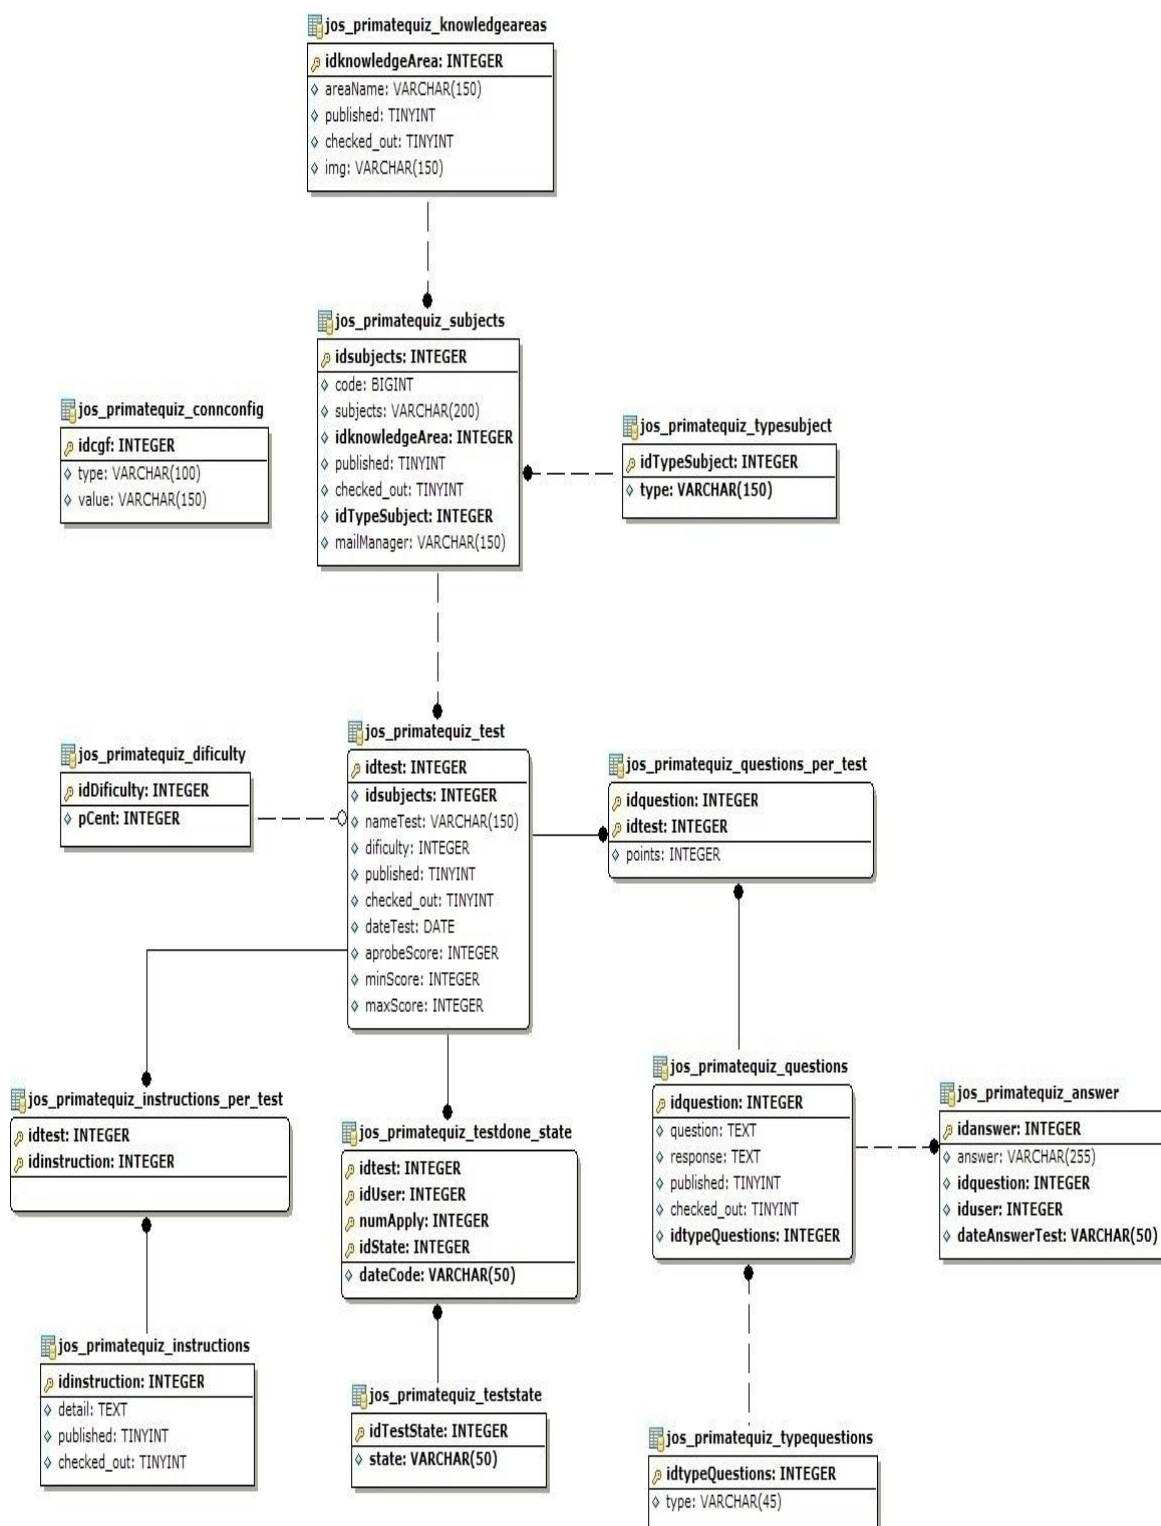 jos_primatequiz_knowledgeareas
idknowledgeArea: INTEGER
areaName: VARCHAR(150)
published: TINYINT
checked_out: TINYINT
img: VARCHAR(150)
jos_primatequiz_subjects
idsubjects: INTEGER
code: BIGINT
subjects: VARCHAR(200)
idknowledgeArea: INTEGER
published: TINYINT
checked_out: TINYINT
idTypeSubject: INTEGER
mailManager: VARCHAR(150)
jos_primatequiz_connconfig
idcgf: INTEGER
type: VARCHAR(100)
value: VARCHAR(150)
jos_primatequiz_typesubject
idTypeSubject: INTEGER
type: VARCHAR(150)
jos_primatequiz_dificulty
idDificulty: INTEGER
pCent: INTEGER
jos_primatequiz_test
idtest: INTEGER
idsubjects: INTEGER
nameTest: VARCHAR(150)
dificulty: INTEGER
published: TINYINT
checked_out: TINYINT
dateTest: DATE
aprobeScore: INTEGER
minScore: INTEGER
maxScore: INTEGER
jos_primatequiz_questions_per_test
idquestion: INTEGER
idtest: INTEGER
points: INTEGER
jos_primatequiz_instructions_per_test
idtest: INTEGER
idinstruction: INTEGER
jos_primatequiz_testdone_state
idtest: INTEGER
idUser: INTEGER
numApply: INTEGER
idState: INTEGER
dateCode: VARCHAR(50)
jos_primatequiz_questions
idquestion: INTEGER
question: TEXT
response: TEXT
published: TINYINT
checked_out: TINYINT
idtypeQuestions: INTEGER
jos_primatequiz_answer
idanswer: INTEGER
answer: VARCHAR(255)
idquestion: INTEGER
iduser: INTEGER
dateAnswerTest: VARCHAR(50)
jos_primatequiz_instructions
idinstruction: INTEGER
detail: TEXT
published: TINYINT
checked_out: TINYINT
jos_primatequiz_teststate
idTestState: INTEGER
state: VARCHAR(50)
jos_primatequiz_typequestions
idtypeQuestions: INTEGER
type: VARCHAR(45)